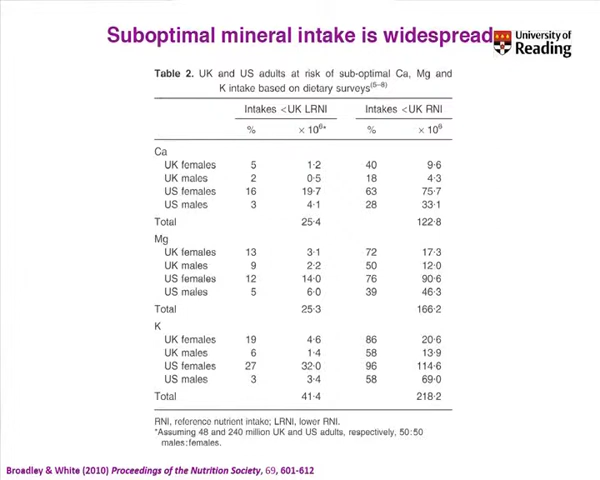 Suboptimal mineral intake is widespread
University of
Reading
Table 2. UK and US adults at risk of sub-optimal Ca, Mg and
K intake based on dietary surveys(5–8)
Intakes <UK LRNI Intakes <UK RNI
% × 10⁶* % × 10⁶
Ca
UK females 5 1·2 40 9·6
UK males 2 0·5 18 4·3
US females 16 19·7 63 75·7
US males 3 4·1 28 33·1
Total 25·4 122·8
Mg
UK females 13 3·1 72 17·3
UK males 9 2·2 50 12·0
US females 12 14·0 76 90·6
US males 5 6·0 39 46·3
Total 25·3 166·2
K
UK females 19 4·6 86 20·6
UK males 6 1·4 58 13·9
US females 27 32·0 96 114·6
US males 3 3·4 58 69·0
Total 41·4 218·2
RNI, reference nutrient intake; LRNI, lower RNI.
*Assuming 48 and 240 million UK and US adults, respectively, 50:50
males:females.
Broadley & White (2010) Proceedings of the Nutrition Society, 69, 601-612